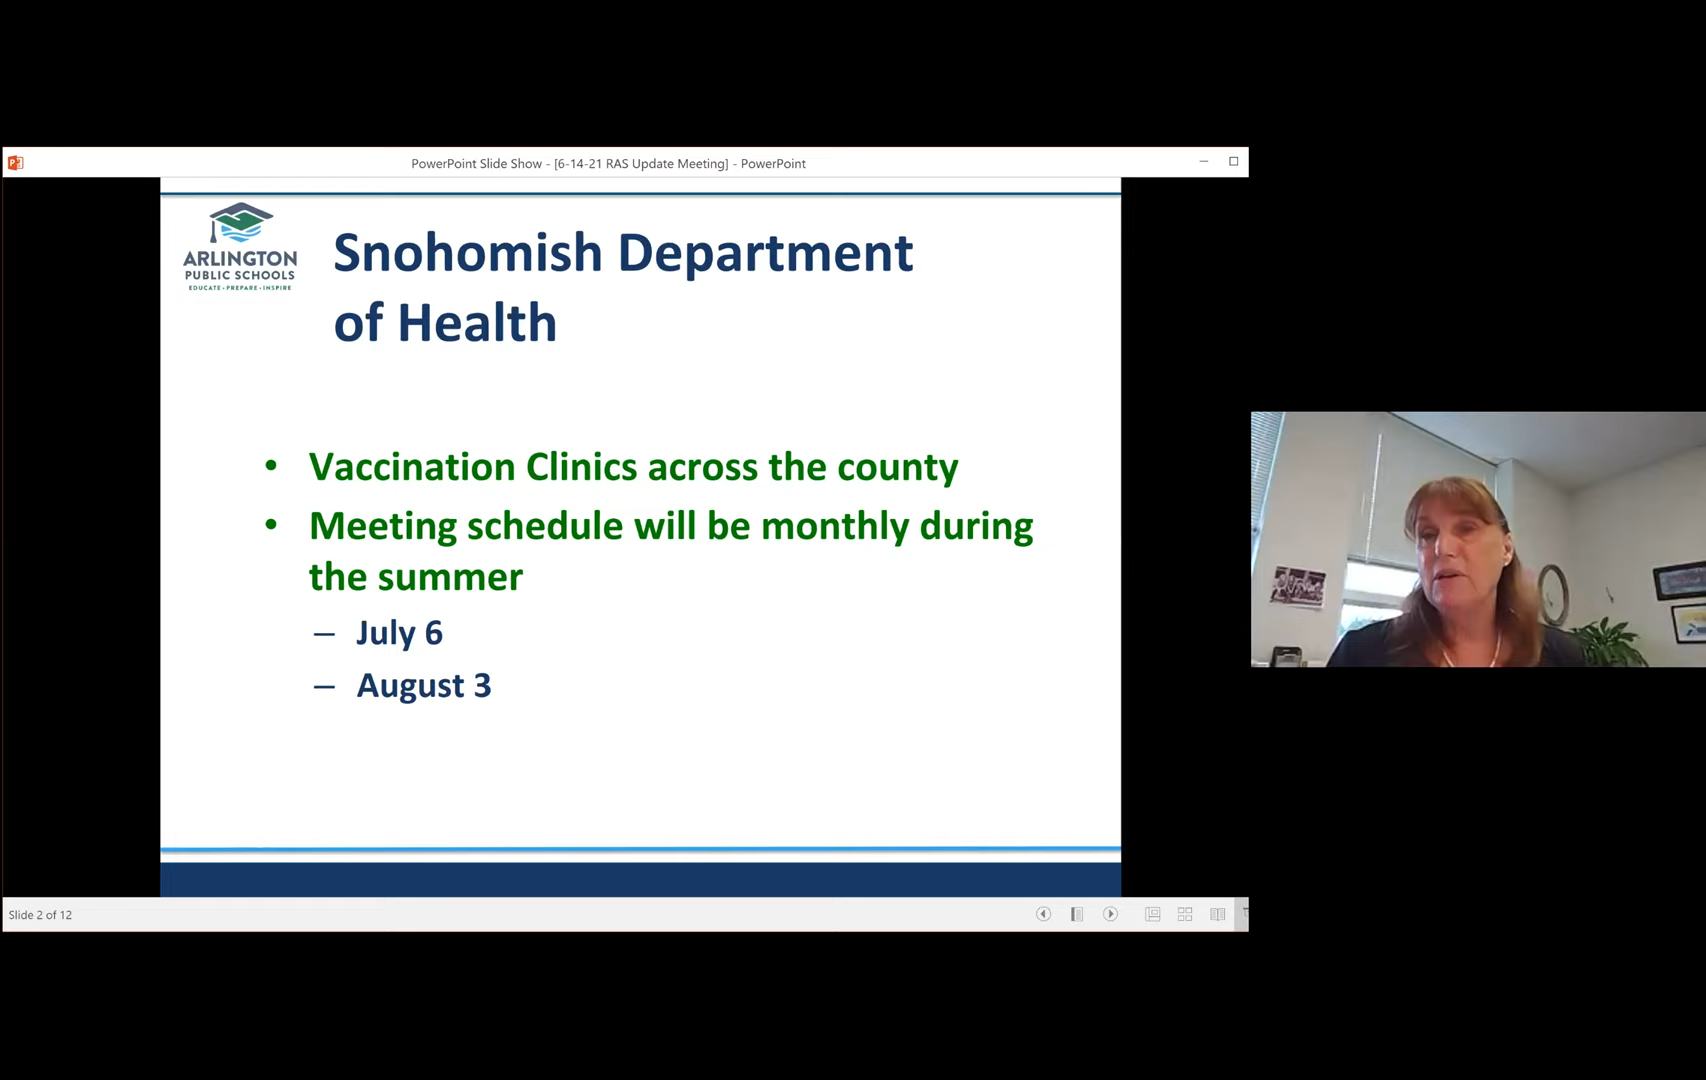 PowerPoint Slide Show - [6-14-21 RAS Update Meeting] - PowerPoint
ARLINGTON
PUBLIC SCHOOLS
EDUCATE • PREPARE • INSPIRE
Snohomish Department
of Health
• Vaccination Clinics across the county
• Meeting schedule will be monthly during
the summer
– July 6
– August 3
Slide 2 of 12